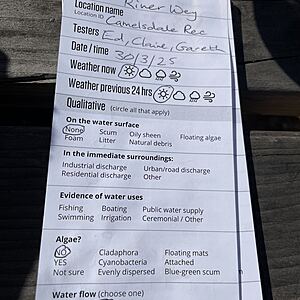 Location name River Wey
Location ID Camelsdale Rec
Testers Ed, Claire, Gareth
Date / time 30/3/25
Weather now
Weather previous 24 hrs
Qualitative (circle all that apply)
On the water surface
None Scum Oily sheen Floating algae
Foam Litter Natural debris
In the immediate surroundings:
Industrial discharge Urban/road discharge
Residential discharge Other
Evidence of water uses
Fishing Boating Public water supply
Swimming Irrigation Ceremonial / Other
Algae?
NO Cladaphora Floating mats
YES Cyanobacteria Attached
Not sure Evenly dispersed Blue-green scum
Water flow (choose one)